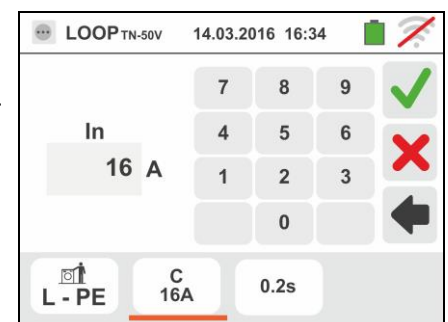 LOOP TN-50V 14.03.2016 16:34
7 8 9
In
4 5 6
16 A
1 2 3
0
L - PE
C
16A
0.2s